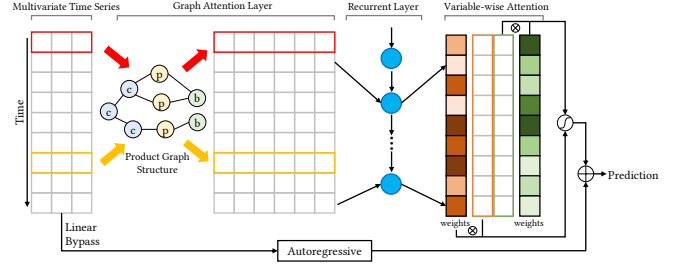 Multivariate Time Series
Graph Attention Layer
Recurrent Layer
Variable-wise Attention
Time
c
p
c
p
b
c
c
p
b
Product Graph
Structure
weights
weights
Linear
Bypass
Autoregressive
Prediction